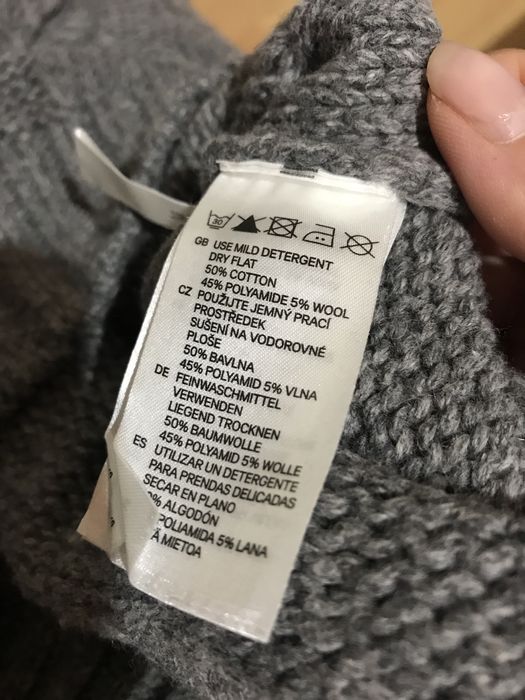 30
GB USE MILD DETERGENT
DRY FLAT
50% COTTON
45% POLYAMIDE 5% WOOL
CZ POUŽIJTE JEMNÝ PRACÍ
PROSTŘEDEK
SUŠENÍ NA VODOROVNÉ
PLOŠE
50% BAVLNA
45% POLYAMID 5% VLNA
DE FEINWASCHMITTEL
VERWENDEN
LIEGEND TROCKNEN
50% BAUMWOLLE
45% POLYAMID 5% WOLLE
ES UTILIZAR UN DETERGENTE
PARA PRENDAS DELICADAS
SECAR EN PLANO
% ALGODÓN
POLIAMIDA 5% LANA
MIETOA